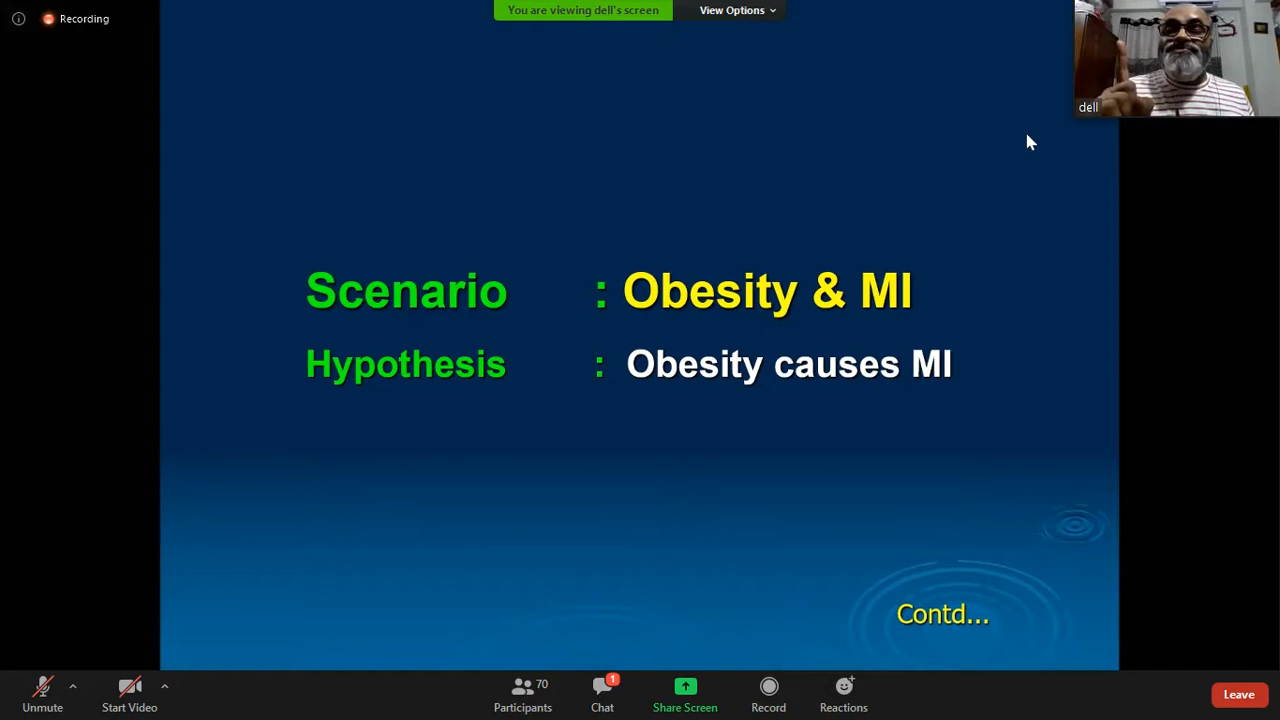 Recording
You are viewing dell's screen View Options
dell
Scenario : Obesity & MI
Hypothesis : Obesity causes MI
Contd...
70
1
Unmute Start Video Participants Chat Share Screen Record Reactions Leave